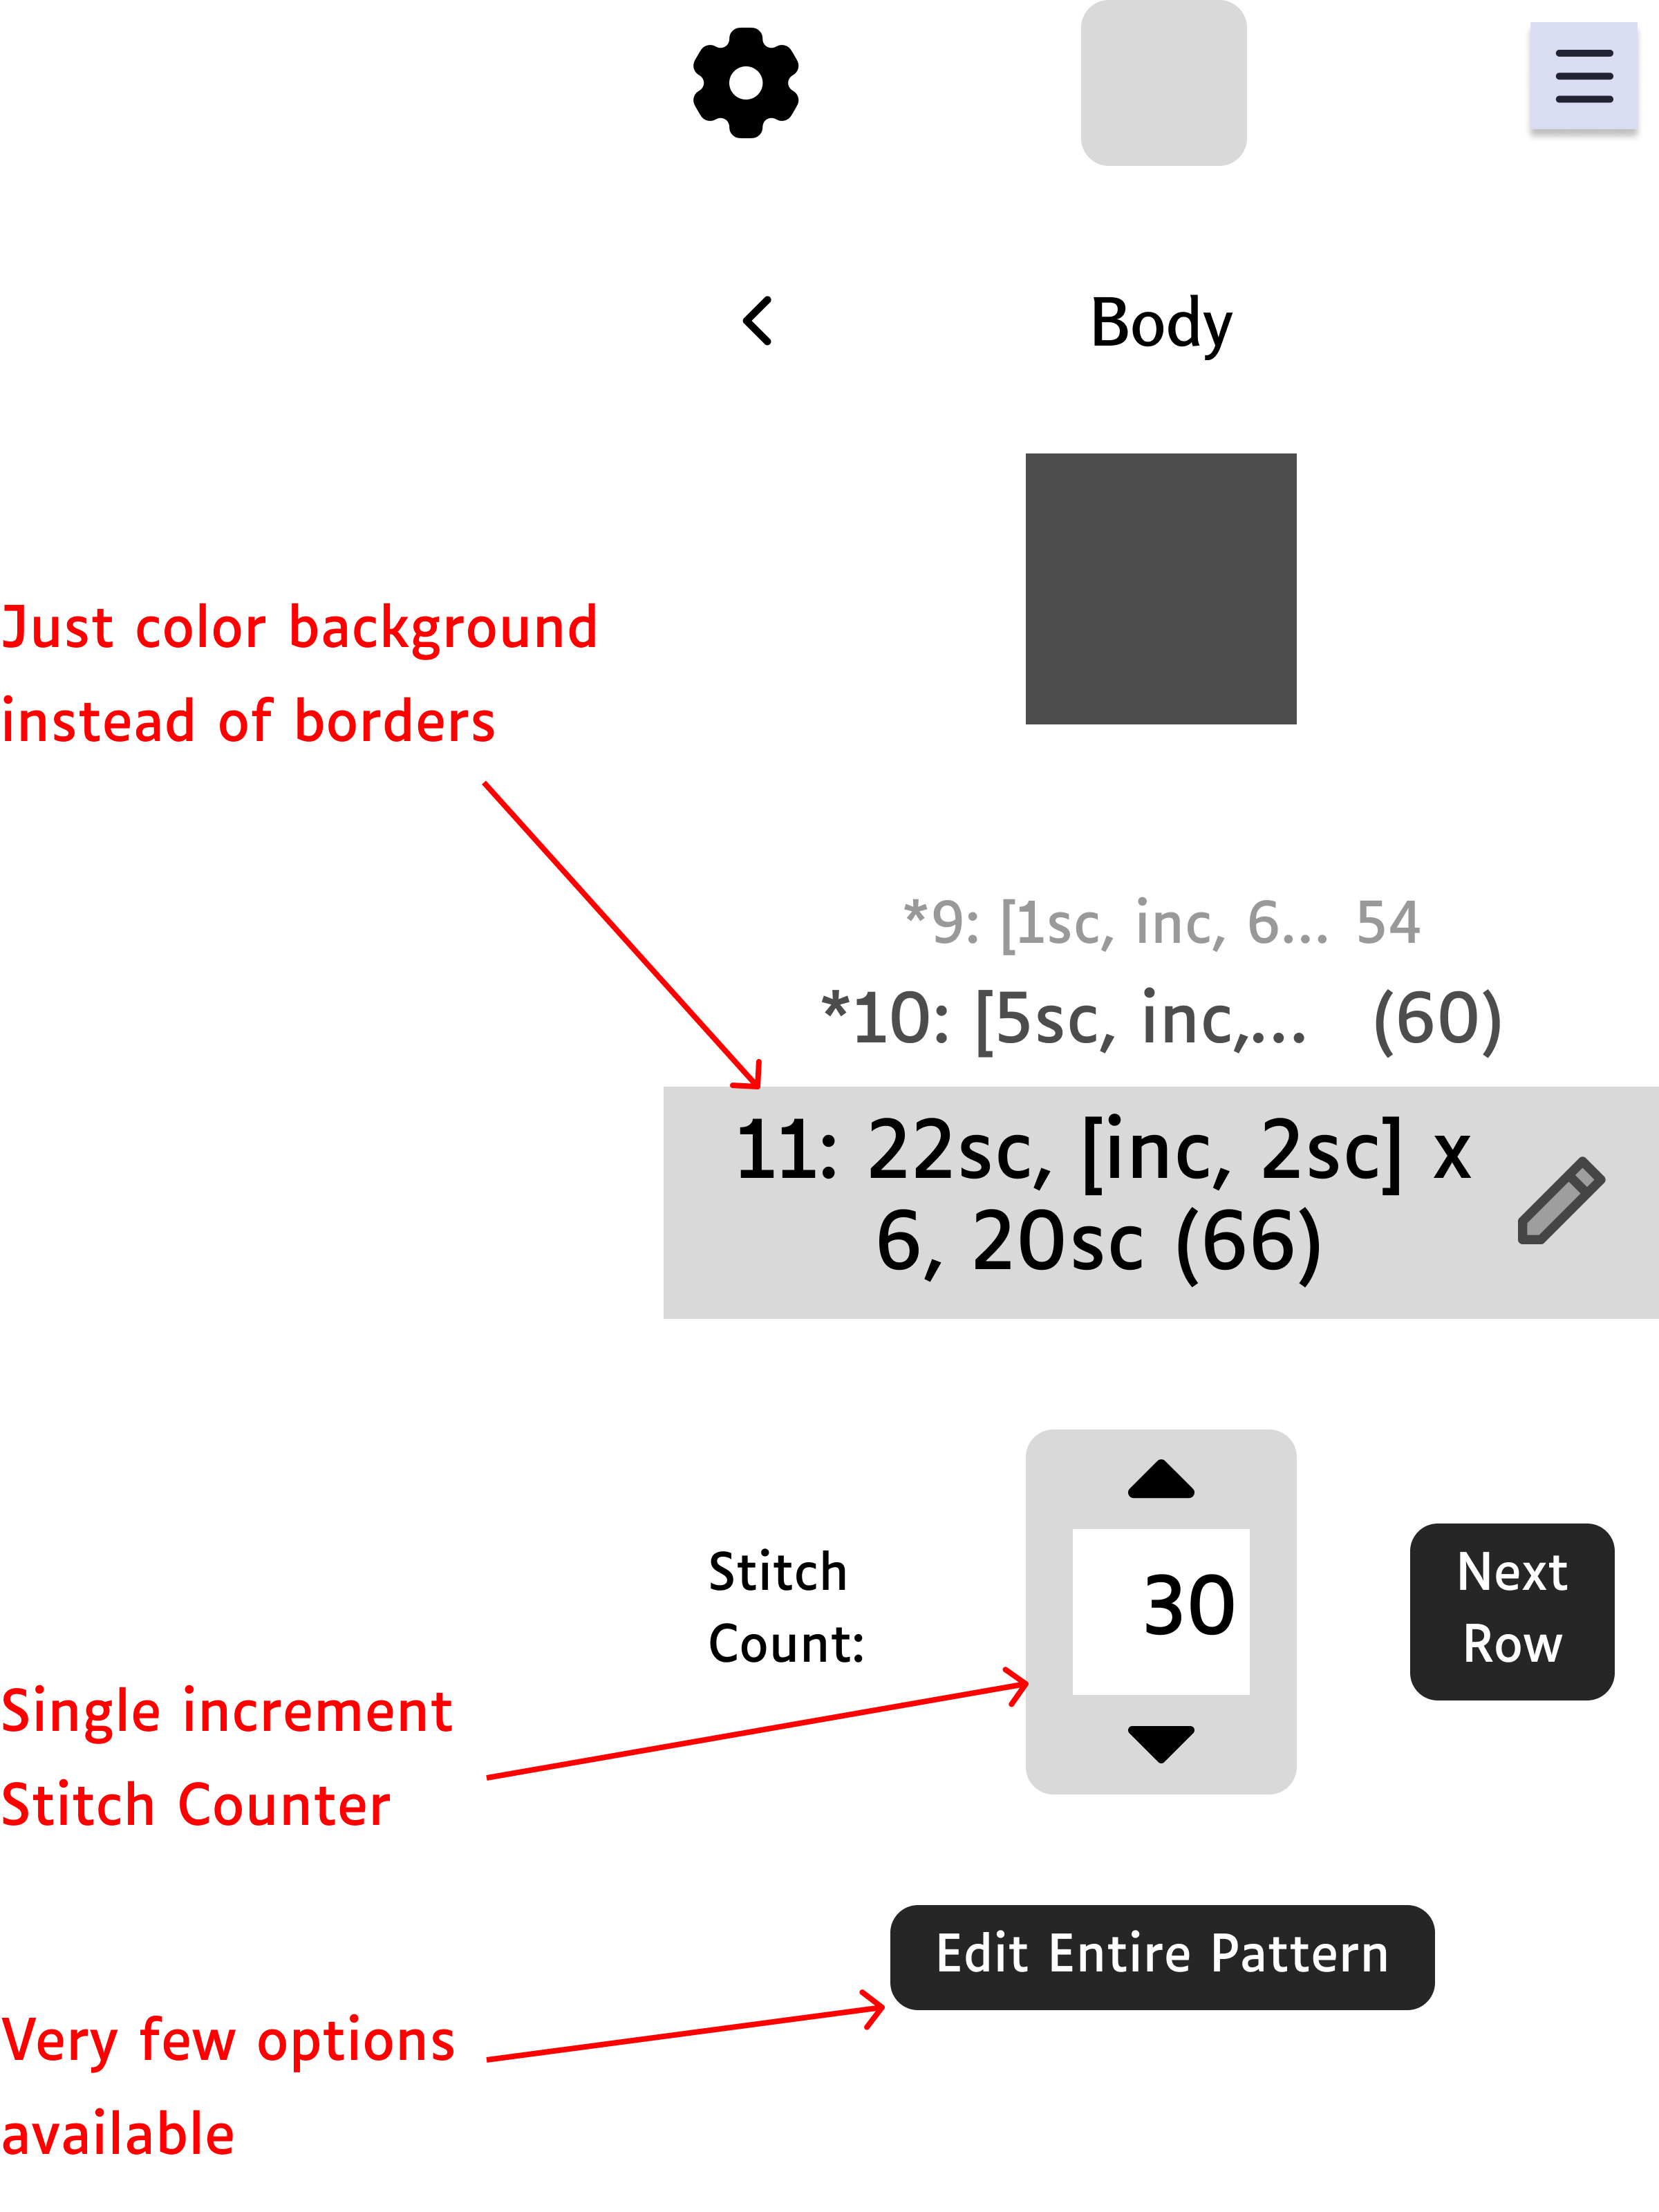 Body
Just color background
instead of borders
*9: [1sc, inc, 6... 54
*10: [5sc, inc,... (60)
11: 22sc, [inc, 2sc] x
6, 20sc (66)
Stitch
Count:
30
Next
Row
Single increment
Stitch Counter
Edit Entire Pattern
Very few options
available